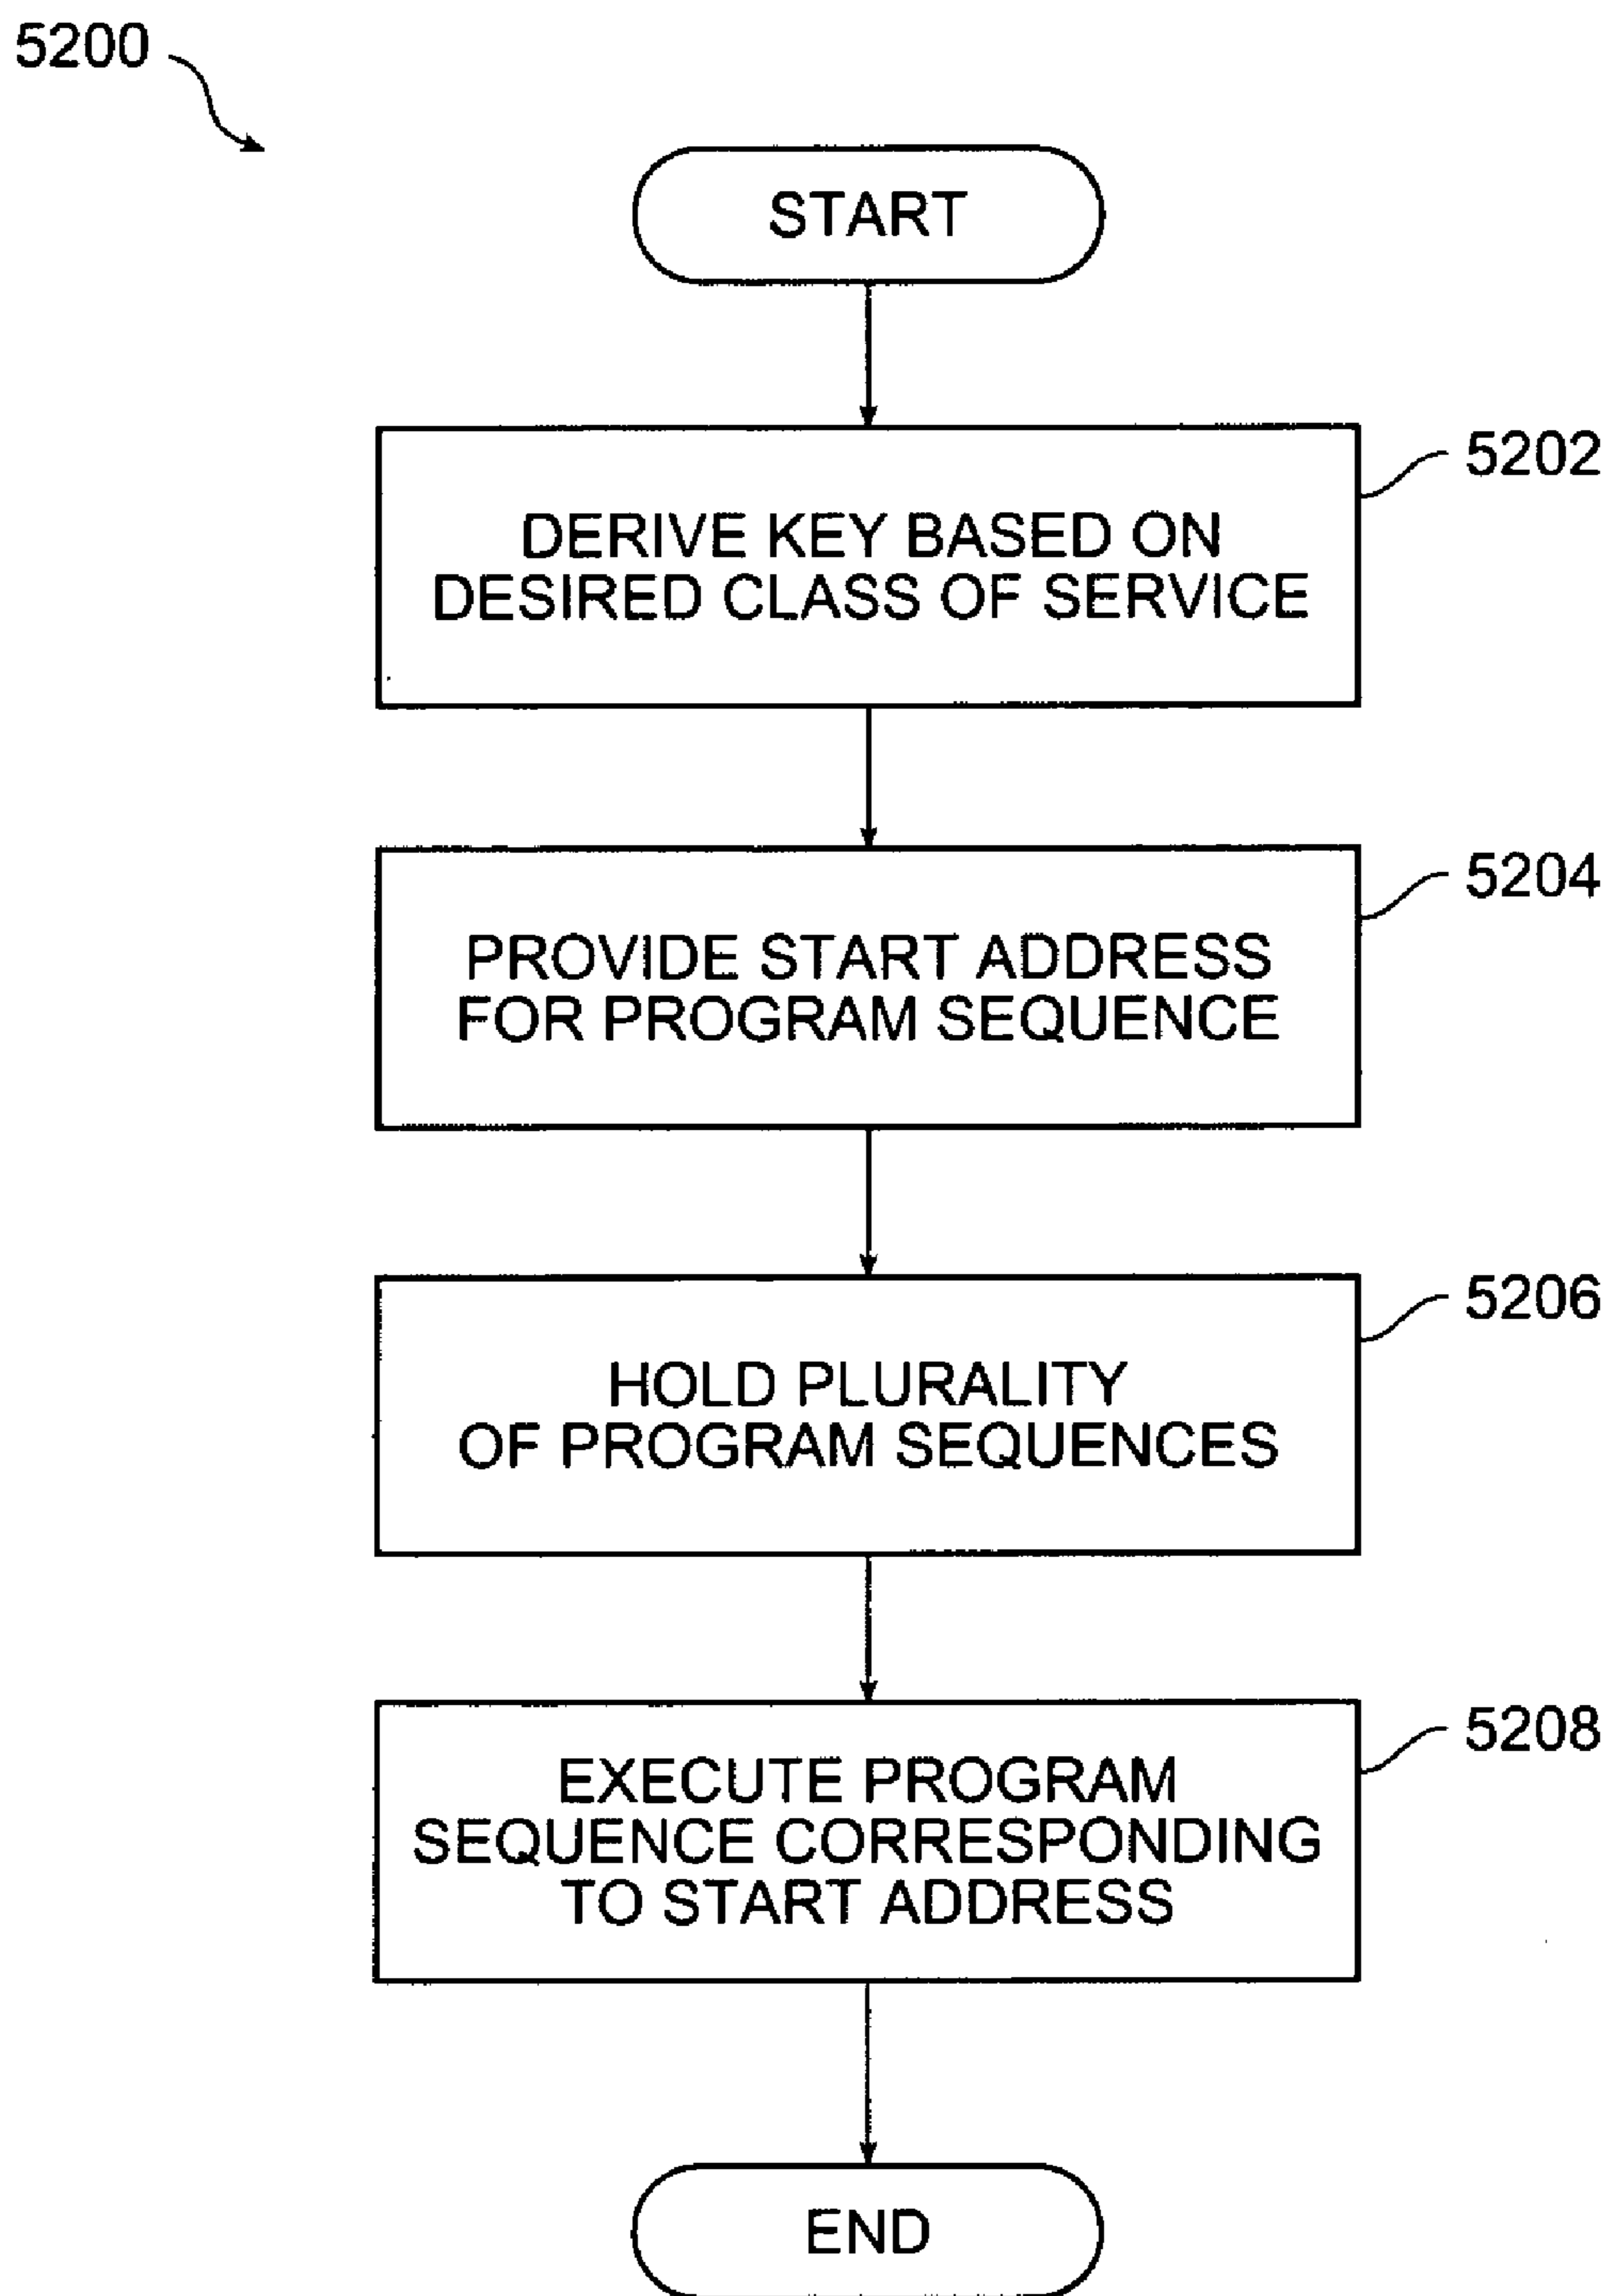 5200
START
5202
DERIVE KEY BASED ON
DESIRED CLASS OF SERVICE
5204
PROVIDE START ADDRESS
FOR PROGRAM SEQUENCE
5206
HOLD PLURALITY
OF PROGRAM SEQUENCES
5208
EXECUTE PROGRAM
SEQUENCE CORRESPONDING
TO START ADDRESS
END